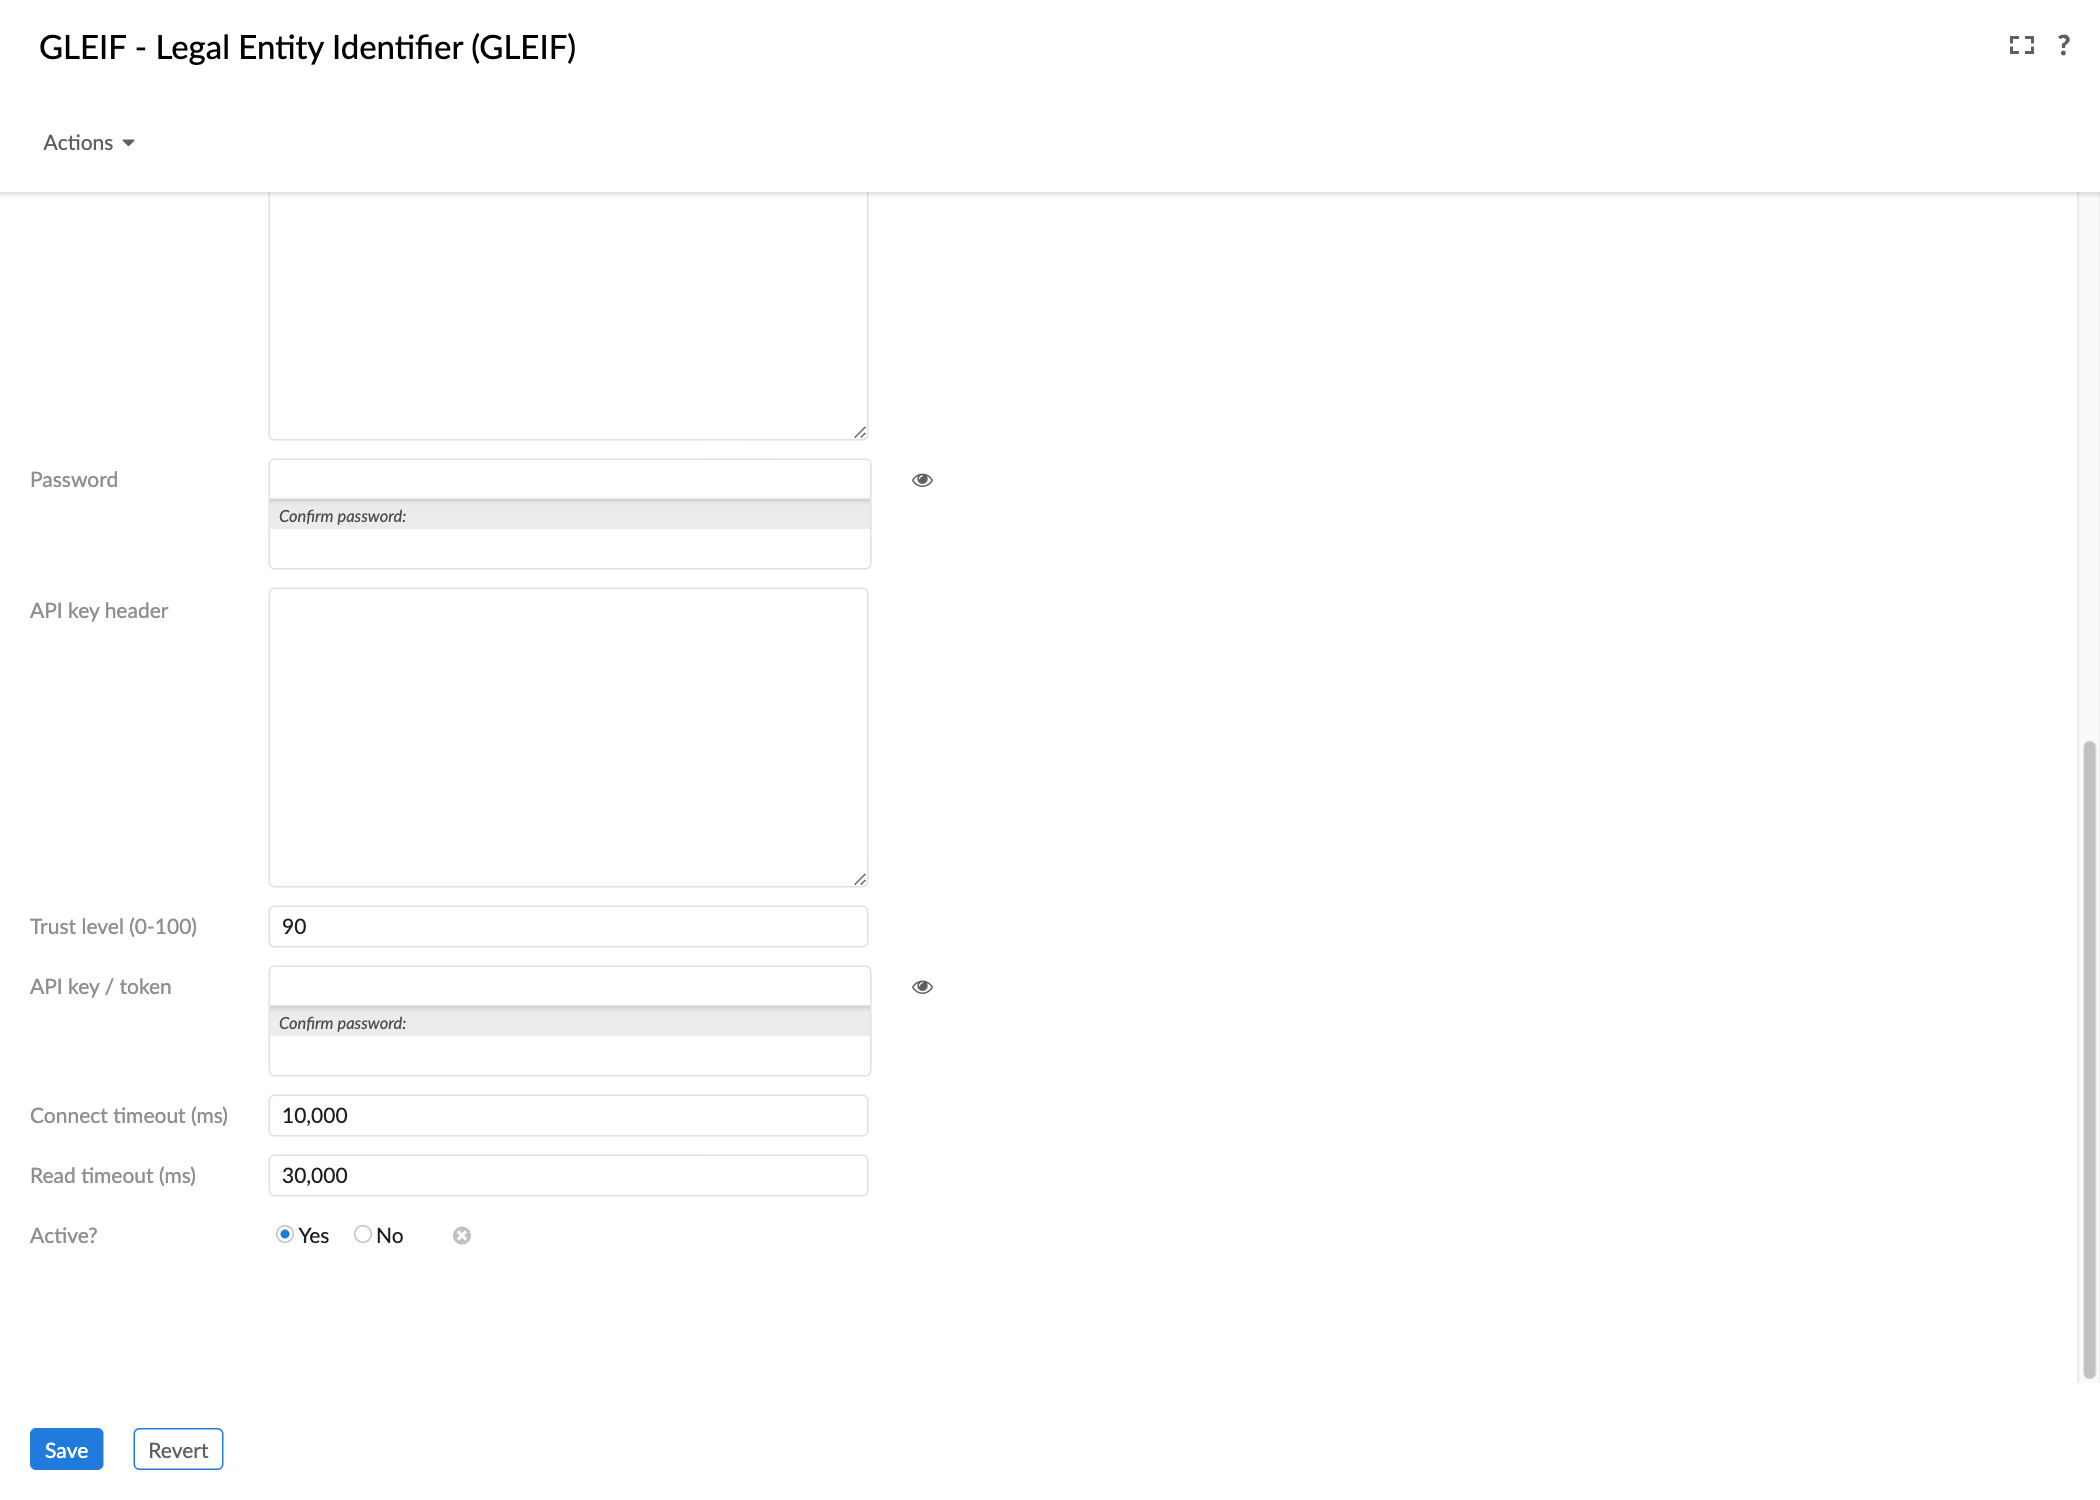 GLEIF - Legal Entity Identifier (GLEIF)
?
Actions
Password
Confirm password:
API key header
Trust level (0-100) 90
API key / token
Confirm password:
Connect timeout (ms) 10,000
Read timeout (ms) 30,000
Active? Yes No
Save Revert